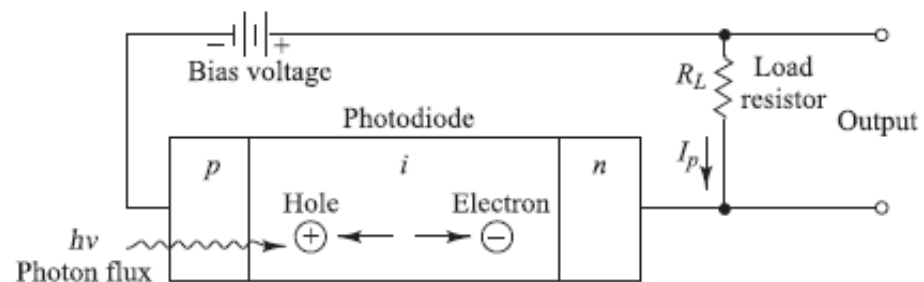 − +
Bias voltage
R_L
Load
resistor
Output
Photodiode
I_p
p
i
n
Hole
Electron
+
−
hν
Photon flux